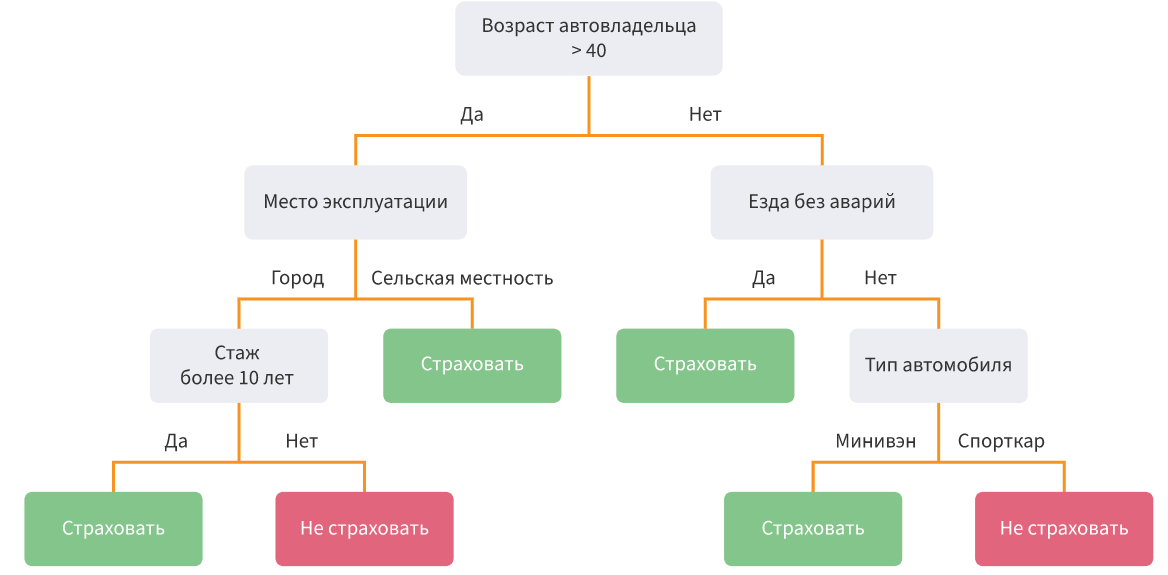 Возраст автовладельца
> 40
Да
Нет
Место эксплуатации
Езда без аварий
Город
Сельская местность
Да
Нет
Стаж
более 10 лет
Страховать
Страховать
Тип автомобиля
Да
Нет
Минивэн
Спорткар
Страховать
Не страховать
Страховать
Не страховать